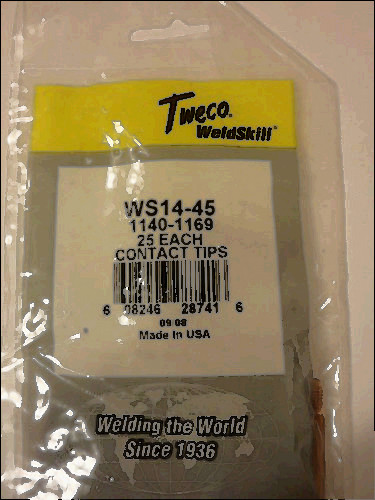 Tweco®
WeldSkill®
WS14-45
1140-1169
25 EACH
CONTACT TIPS
6 08246 28741 6
09 08
Made In USA
Welding the World
Since 1936